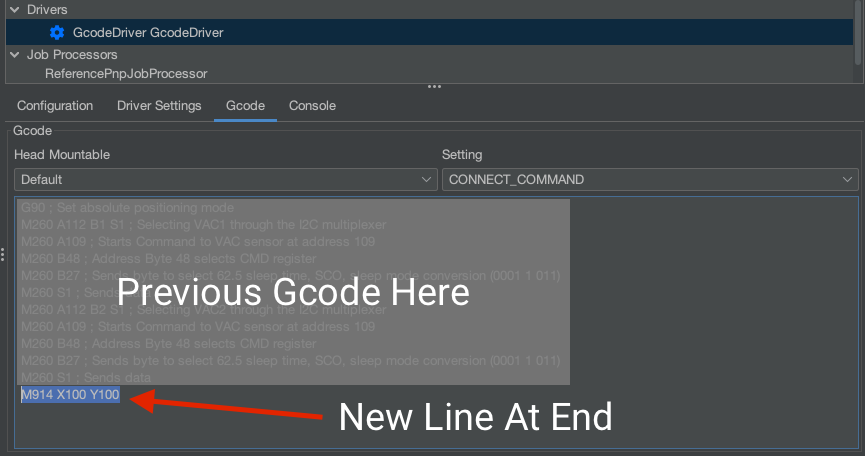 Drivers
GcodeDriver GcodeDriver
Job Processors
ReferencePnpJobProcessor
Configuration Driver Settings Gcode Console
Gcode
Head Mountable Setting
Default CONNECT_COMMAND
G90 ; Set absolute positioning mode
M260 A112 B1 S1 ; Selecting VAC1 through the I2C multiplexer
M260 A109 ; Starts Command to VAC sensor at address 109
M260 B48 ; Address Byte 48 selects CMD register
M260 B27 ; Sends byte to select 62.5 sleep time, SCO, sleep mode conversion (0001 1 011)
M260 S1 ; Sends data
Previous Gcode Here
M260 A112 B2 S1 ; Selecting VAC2 through the I2C multiplexer
M260 A109 ; Starts Command to VAC sensor at address 109
M260 B48 ; Address Byte 48 selects CMD register
M260 B27 ; Sends byte to select 62.5 sleep time, SCO, sleep mode conversion (0001 1 011)
M260 S1 ; Sends data
M914 X100 Y100
New Line At End